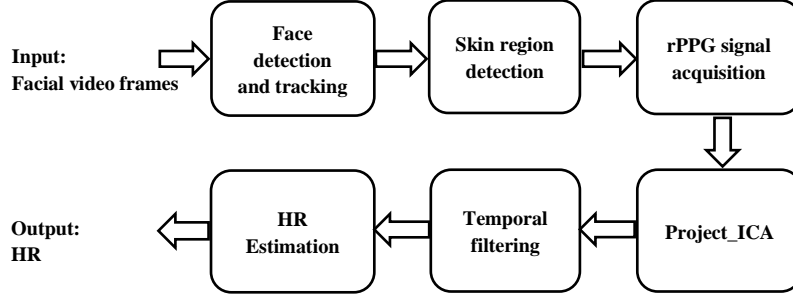 Input:
Facial video frames
Face
detection
and tracking
Skin region
detection
rPPG signal
acquisition
Project_ICA
Temporal
filtering
HR
Estimation
Output:
HR